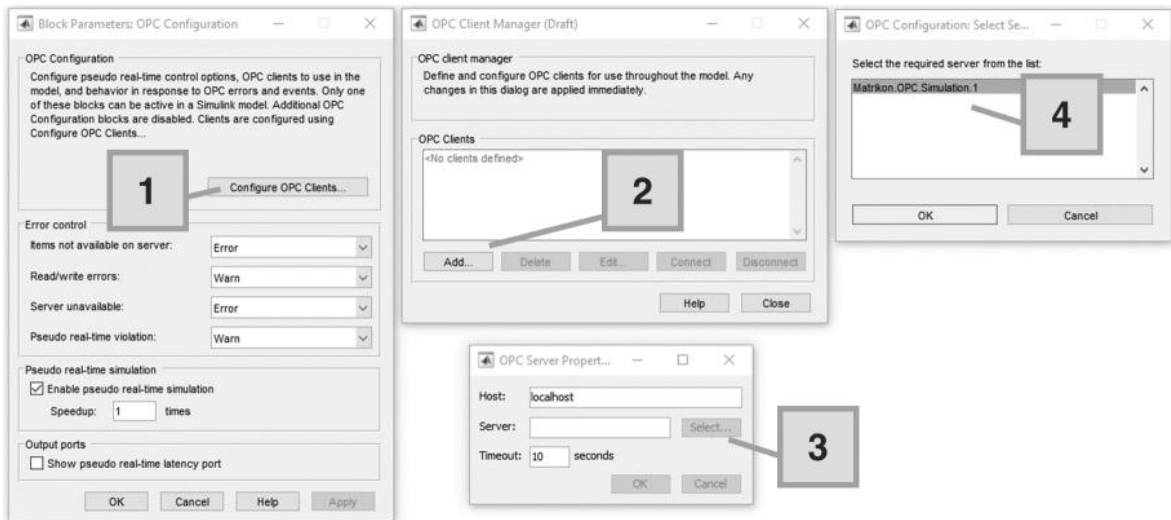 Block Parameters: OPC Configuration
OPC Configuration
Configure pseudo real-time control options, OPC clients to use in the
model, and behavior in response to OPC errors and events. Only one
of these blocks can be active in a Simulink model. Additional OPC
Configuration blocks are disabled. Clients are configured using
Configure OPC Clients...
1
Configure OPC Clients...
Error control
Items not available on server:
Error
Read/write errors:
Warn
Server unavailable:
Error
Pseudo real-time violation:
Warn
Pseudo real-time simulation
Enable pseudo real-time simulation
Speedup: 1 times
Output ports
Show pseudo real-time latency port
OK Cancel Help Apply
OPC Client Manager (Draft)
OPC client manager
Define and configure OPC clients for use throughout the model. Any
changes in this dialog are applied immediately.
OPC Clients
<No clients defined>
2
Add... Delete Edit... Connect Disconnect
Help Close
OPC Server Propert...
Host: localhost
Server: Select...
Timeout: 10 seconds
OK Cancel
3
OPC Configuration: Select Se...
Select the required server from the list:
Matrikon.OPC.Simulation.1
4
OK Cancel